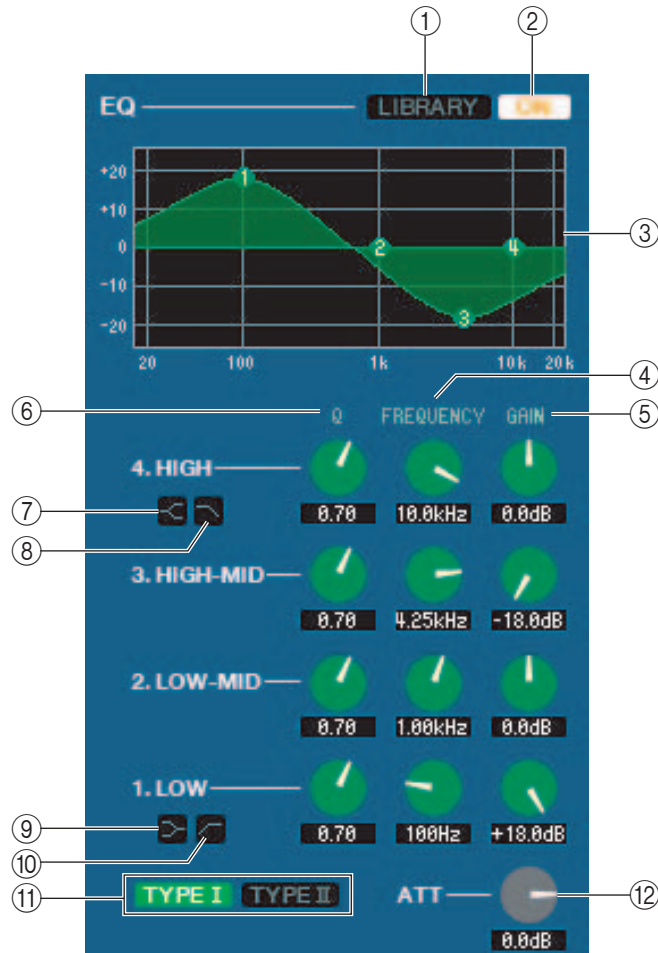 ① ②
EQ LIBRARY ON
+20
+10
0
-10
-20
1 2 4 3
③
20 100 1k 10k 20k
④
⑥ Q FREQUENCY GAIN ⑤
4. HIGH
⑦ ⑧
0.70 10.0kHz 0.0dB
3. HIGH-MID
0.70 4.25kHz -18.0dB
2. LOW-MID
0.70 1.00kHz 0.0dB
1. LOW
⑨ ⑩
0.70 100Hz +18.0dB
⑪ TYPE I TYPE II ATT ⑫
0.0dB